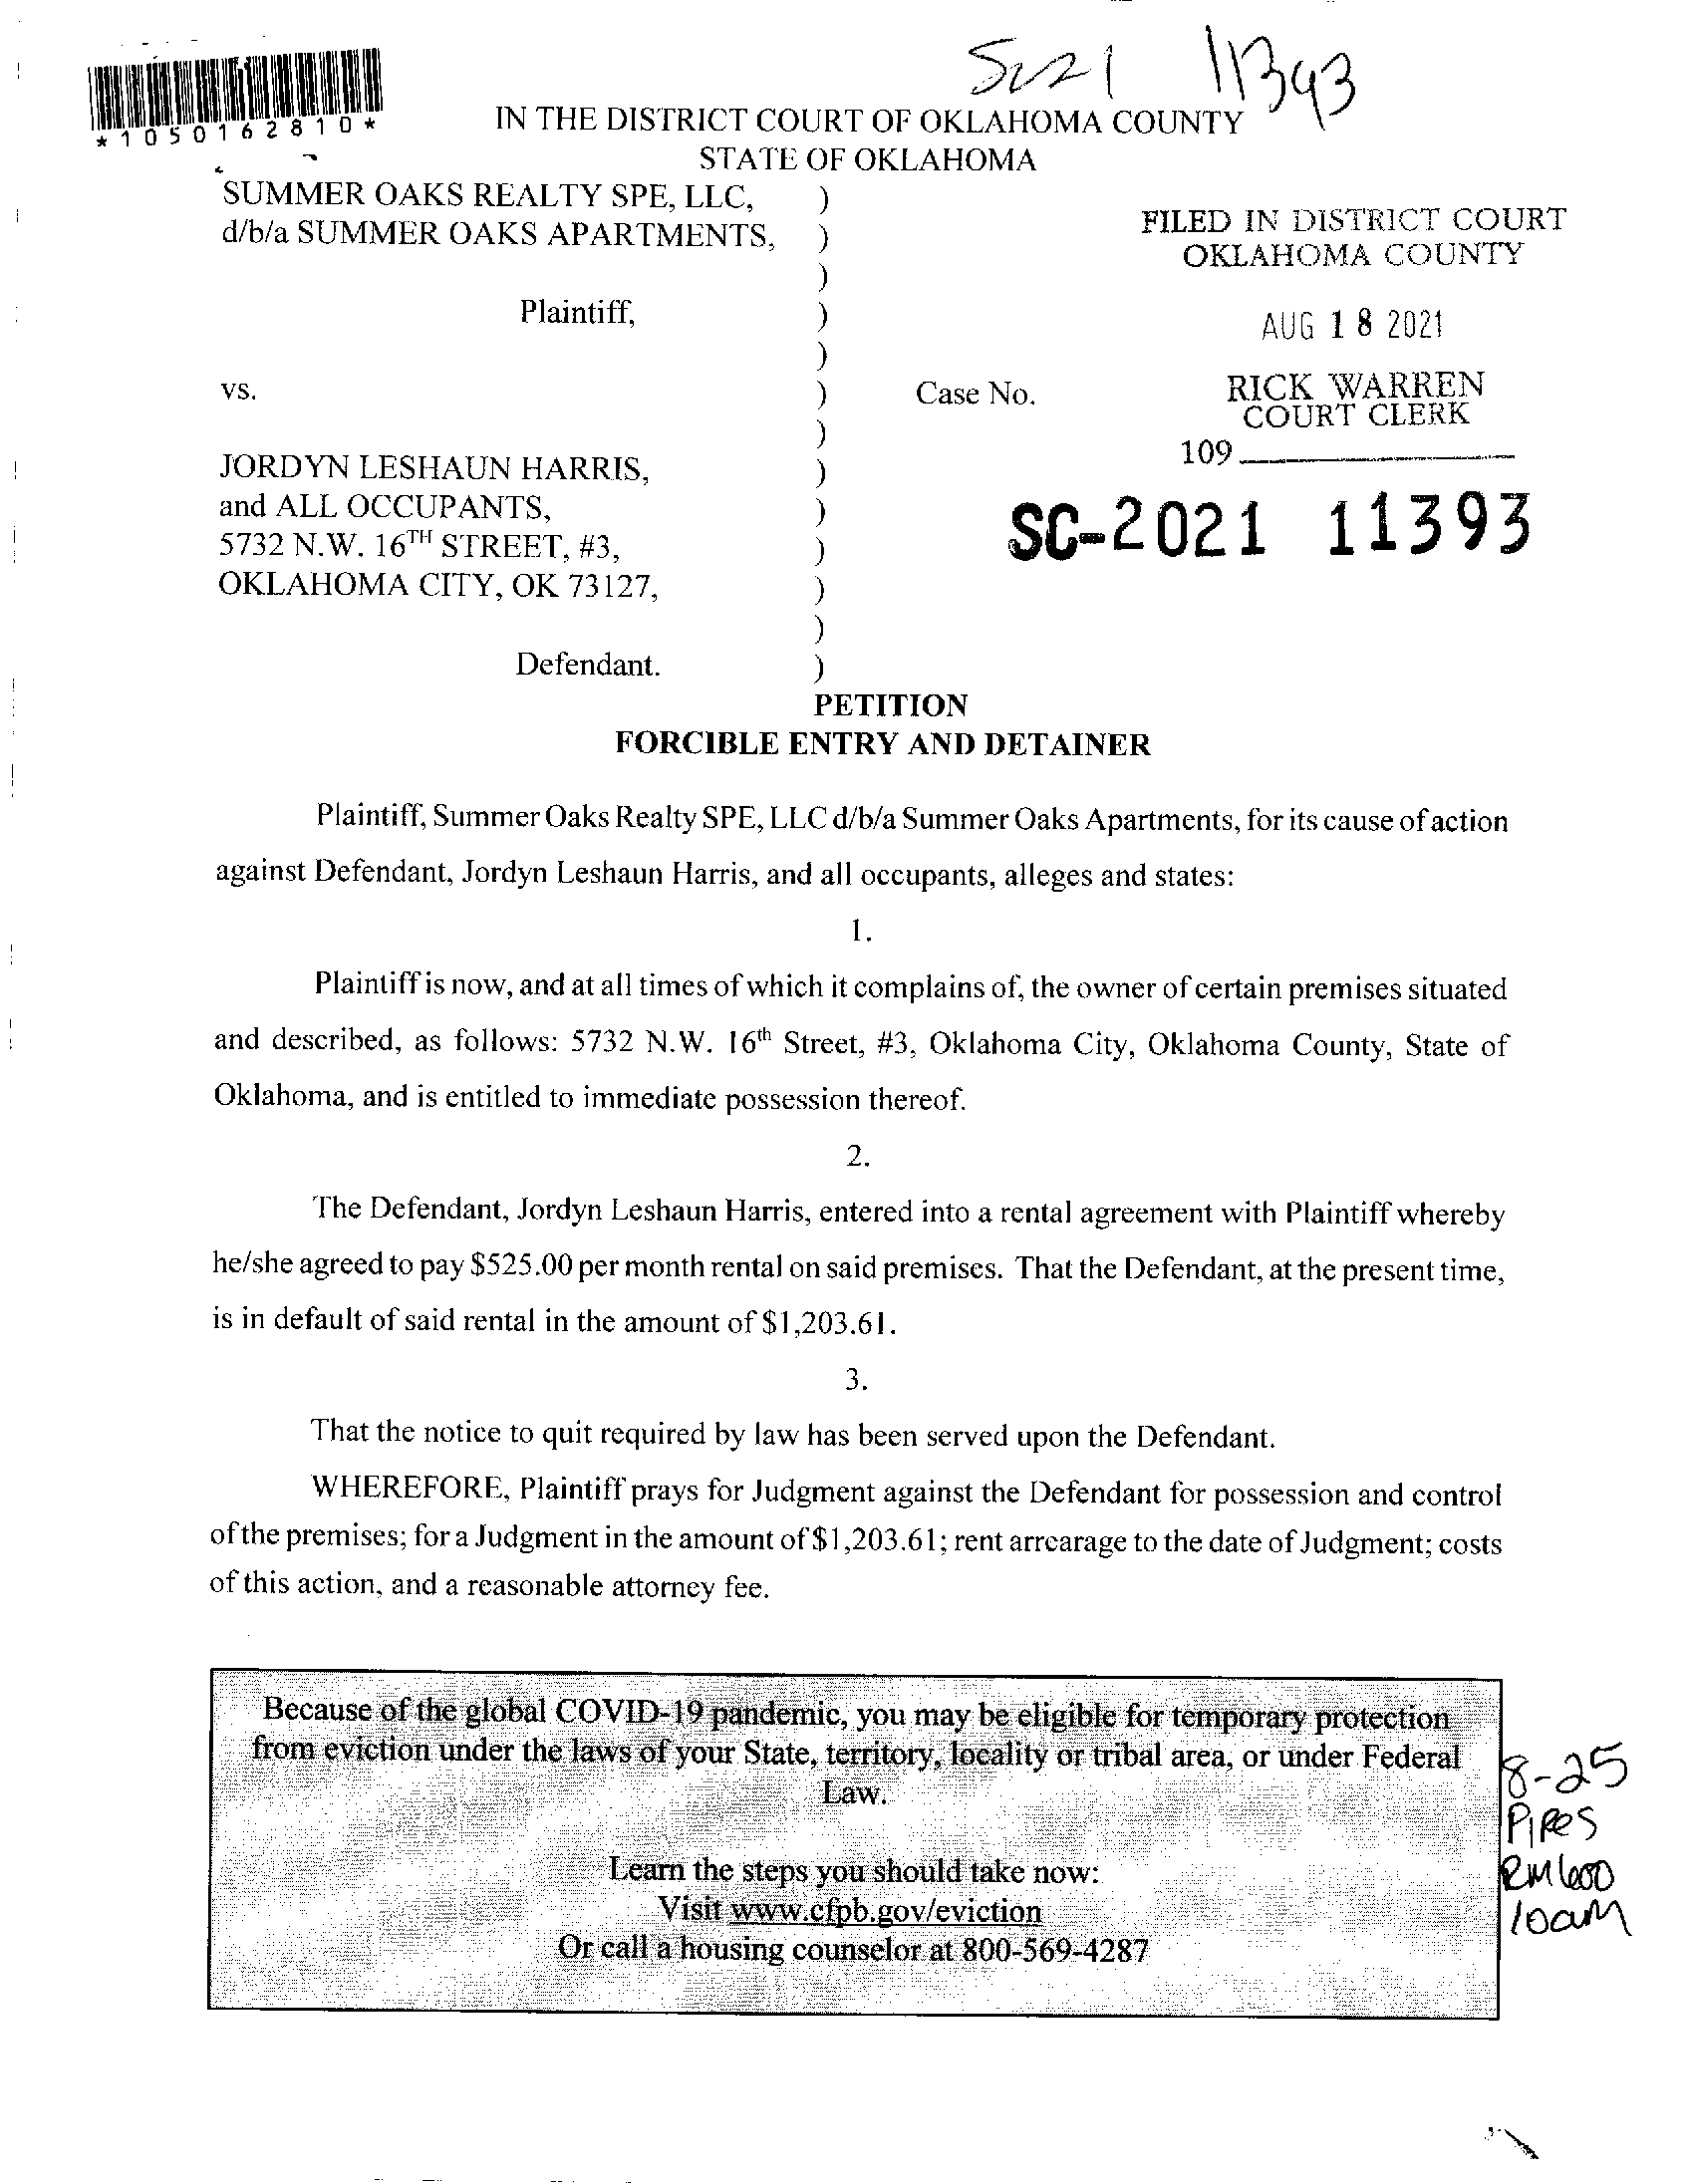 SC21 11393
*1050162810*
IN THE DISTRICT COURT OF OKLAHOMA COUNTY
STATE OF OKLAHOMA
SUMMER OAKS REALTY SPE, LLC, )
d/b/a SUMMER OAKS APARTMENTS, )
)
Plaintiff, )
)
vs. )
)
JORDYN LESHAUN HARRIS, )
and ALL OCCUPANTS, )
5732 N.W. 16TH STREET, #3, )
OKLAHOMA CITY, OK 73127, )
)
Defendant. )
Case No.
FILED IN DISTRICT COURT
OKLAHOMA COUNTY
AUG 18 2021
RICK WARREN
COURT CLERK
109
SC-2021 11393
PETITION
FORCIBLE ENTRY AND DETAINER
Plaintiff, Summer Oaks Realty SPE, LLC d/b/a Summer Oaks Apartments, for its cause of action
against Defendant, Jordyn Leshaun Harris, and all occupants, alleges and states:
1.
Plaintiff is now, and at all times of which it complains of, the owner of certain premises situated
and described, as follows: 5732 N.W. 16th Street, #3, Oklahoma City, Oklahoma County, State of
Oklahoma, and is entitled to immediate possession thereof.
2.
The Defendant, Jordyn Leshaun Harris, entered into a rental agreement with Plaintiff whereby
he/she agreed to pay $525.00 per month rental on said premises. That the Defendant, at the present time,
is in default of said rental in the amount of $1,203.61.
3.
That the notice to quit required by law has been served upon the Defendant.
WHEREFORE, Plaintiff prays for Judgment against the Defendant for possession and control
of the premises; for a Judgment in the amount of $1,203.61; rent arrearage to the date of Judgment; costs
of this action, and a reasonable attorney fee.
Because of the global COVID-19 pandemic, you may be eligible for temporary protection
from eviction under the laws of your State, territory, locality or tribal area, or under Federal
Law.
Learn the steps you should take now:
Visit www.cfpb.gov/eviction
Or call a housing counselor at 800-569-4287
8-25
Pipes
Rm 600
10am